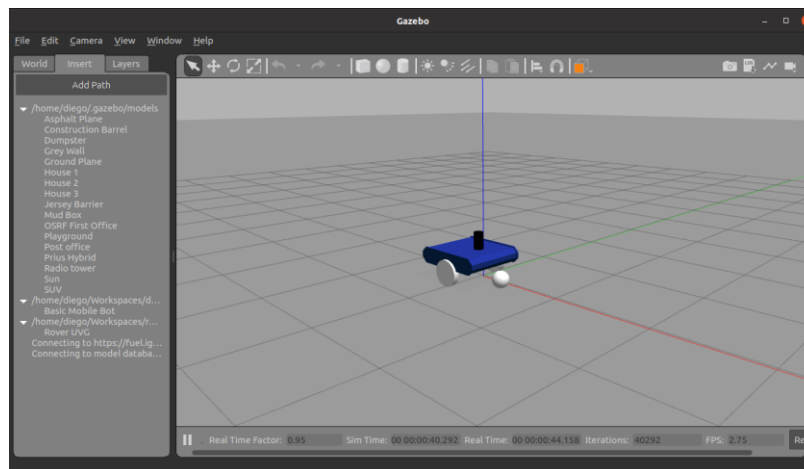 Gazebo
File Edit Camera View Window Help
World Insert Layers
Add Path
/home/diego/.gazebo/models
Asphalt Plane
Construction Barrel
Dumpster
Grey Wall
Ground Plane
House 1
House 2
House 3
Jersey Barrier
Mud Box
OSRF First Office
Playground
Post office
Prius Hybrid
Radio tower
Sun
SUV
/home/diego/Workspaces/d...
Basic Mobile Bot
/home/diego/Workspaces/r...
Rover UVG
Connecting to https://fuel.ig...
Connecting to model databa...
Real Time Factor: 0.95 Sim Time: 00 00:00:40.292 Real Time: 00 00:00:44.158 Iterations: 40292 FPS: 2.75 Re